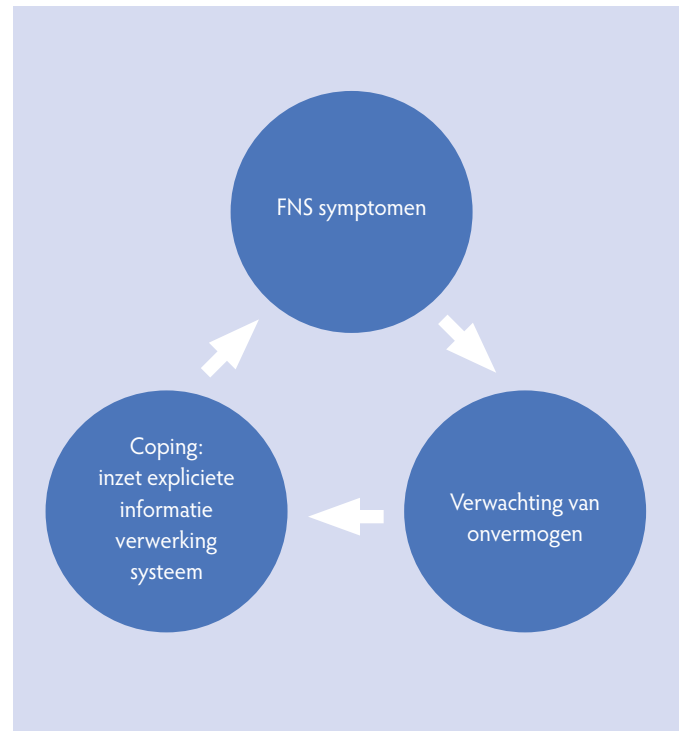 FNS symptomen
Verwachting van
onvermogen
Coping:
inzet expliciete
informatie
verwerking
systeem